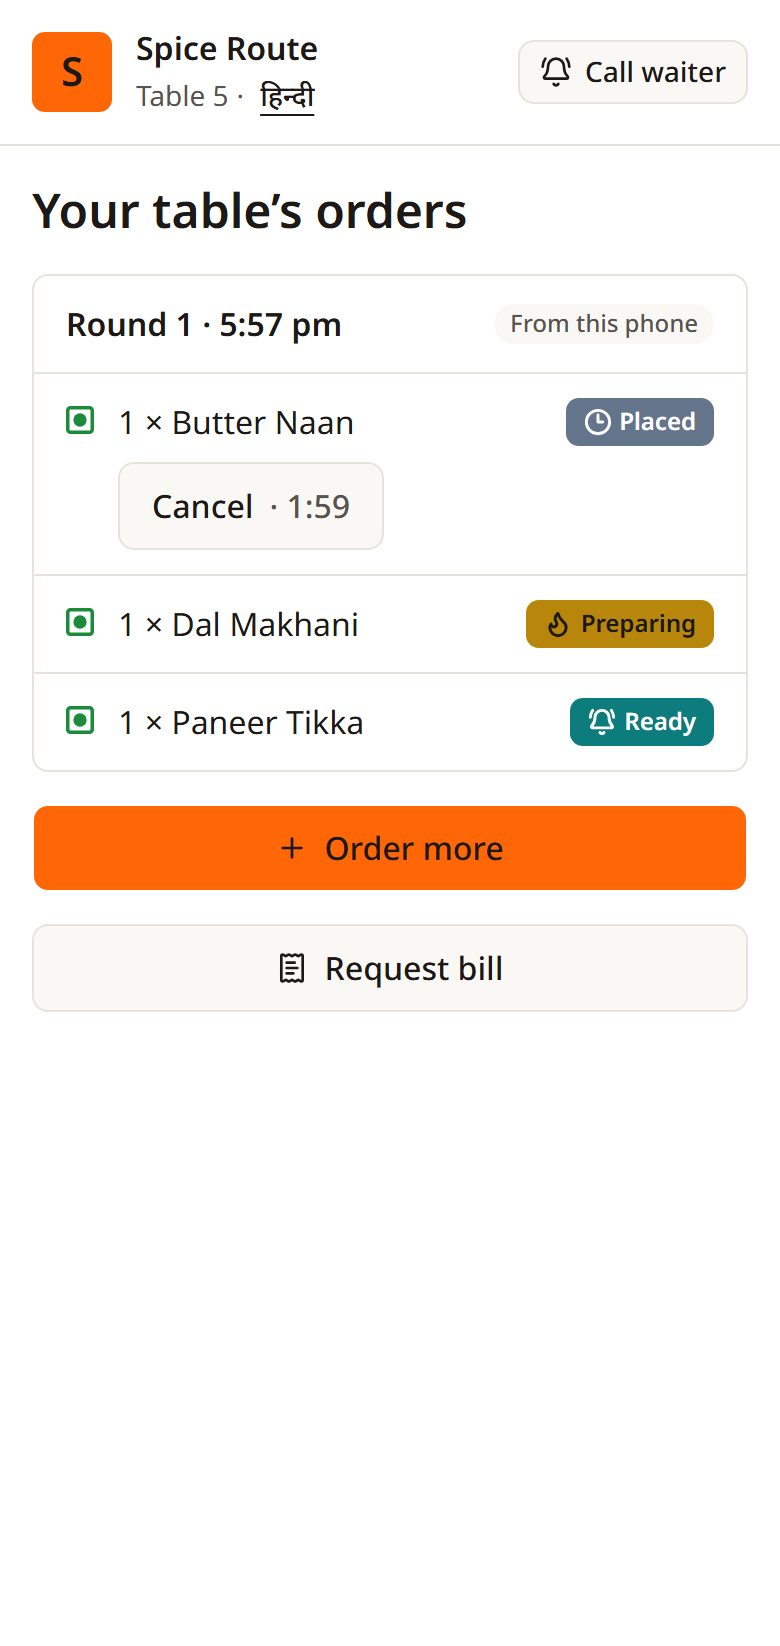 S
Spice Route
Table 5 · हिन्दी
Call waiter
Your table’s orders
Round 1 · 5:57 pm
From this phone
1 × Butter Naan
Placed
Cancel · 1:59
1 × Dal Makhani
Preparing
1 × Paneer Tikka
Ready
Order more
Request bill